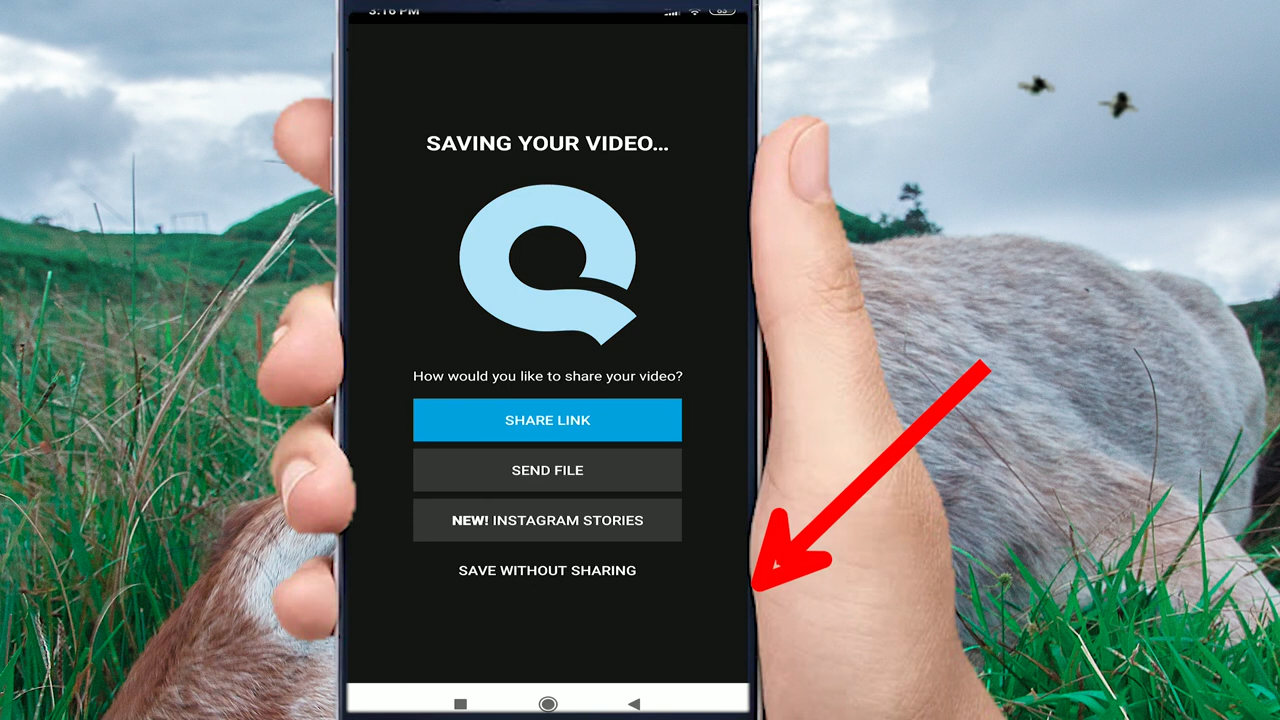 3:16 PM 63
SAVING YOUR VIDEO...
How would you like to share your video?
SHARE LINK
SEND FILE
NEW! INSTAGRAM STORIES
SAVE WITHOUT SHARING